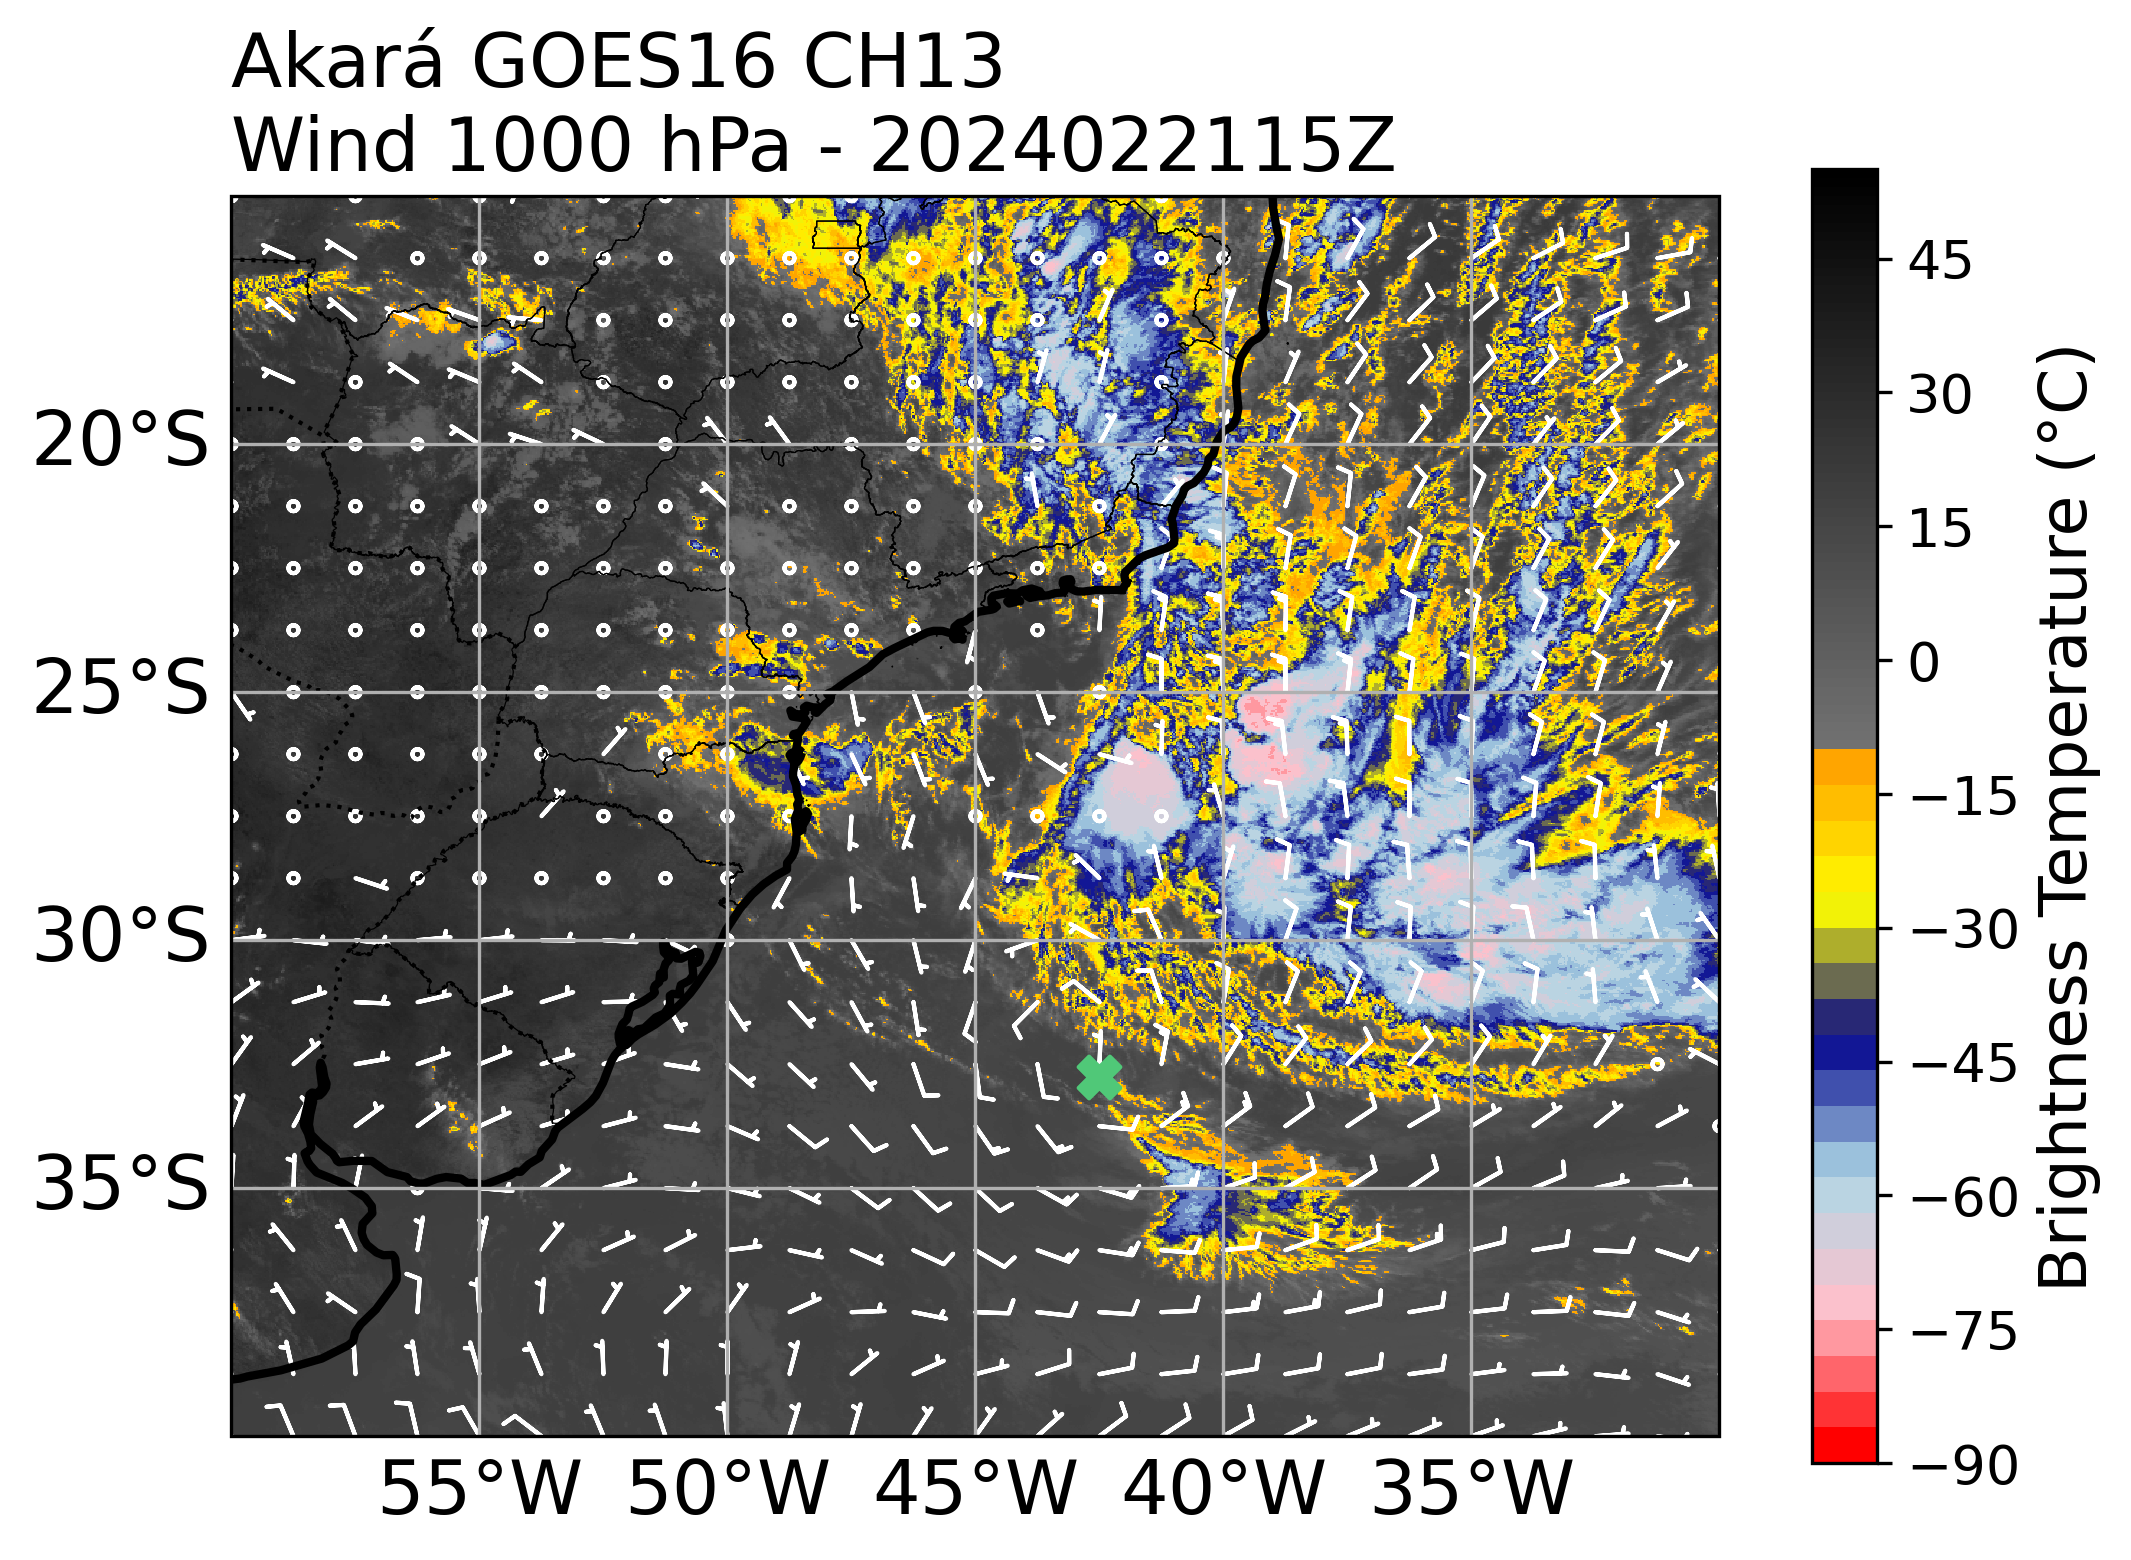 Akará GOES16 CH13
Wind 1000 hPa - 2024022115Z
20°S
25°S
30°S
35°S
55°W 50°W 45°W 40°W 35°W
45
30
15
0
−15
−30
−45
−60
−75
−90
Brightness Temperature (°C)